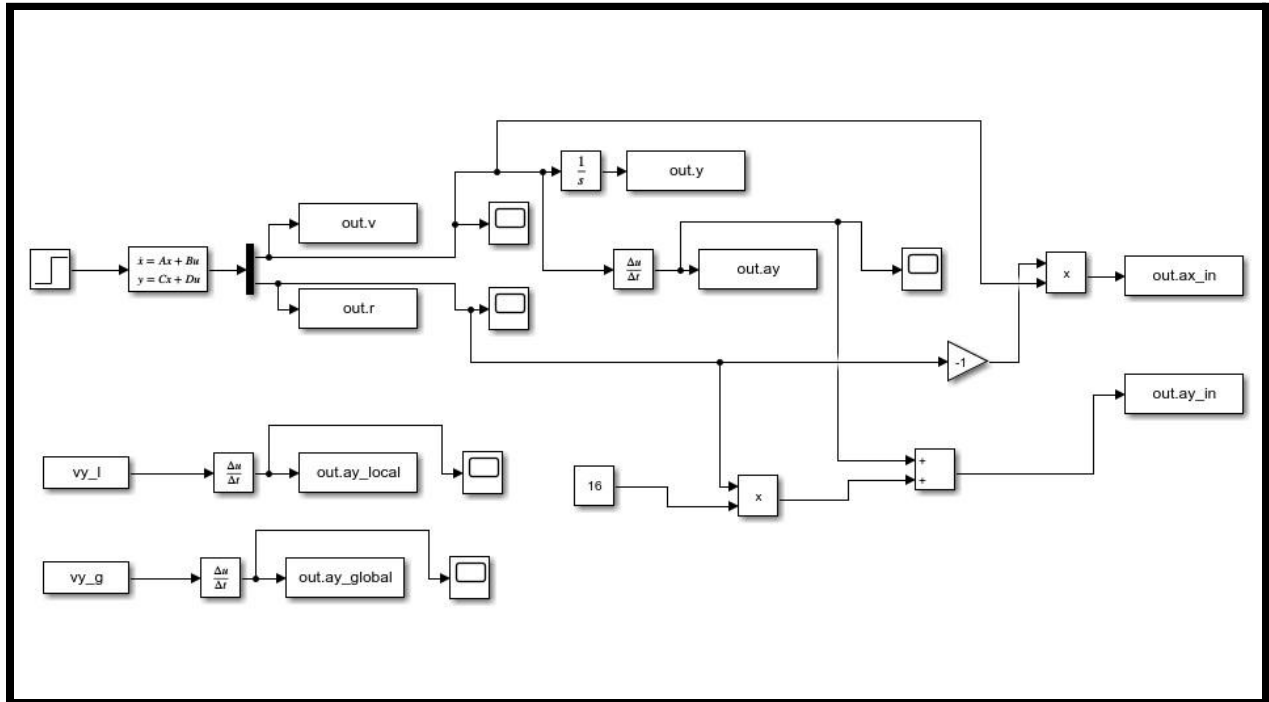 1
s
out.y
out.v
ẋ = Ax + Bu
y = Cx + Du
Δu
Δt
out.ay
x
out.ax_in
out.r
-1
out.ay_in
vy_l
Δu
Δt
out.ay_local
16
x
+
+
vy_g
Δu
Δt
out.ay_global